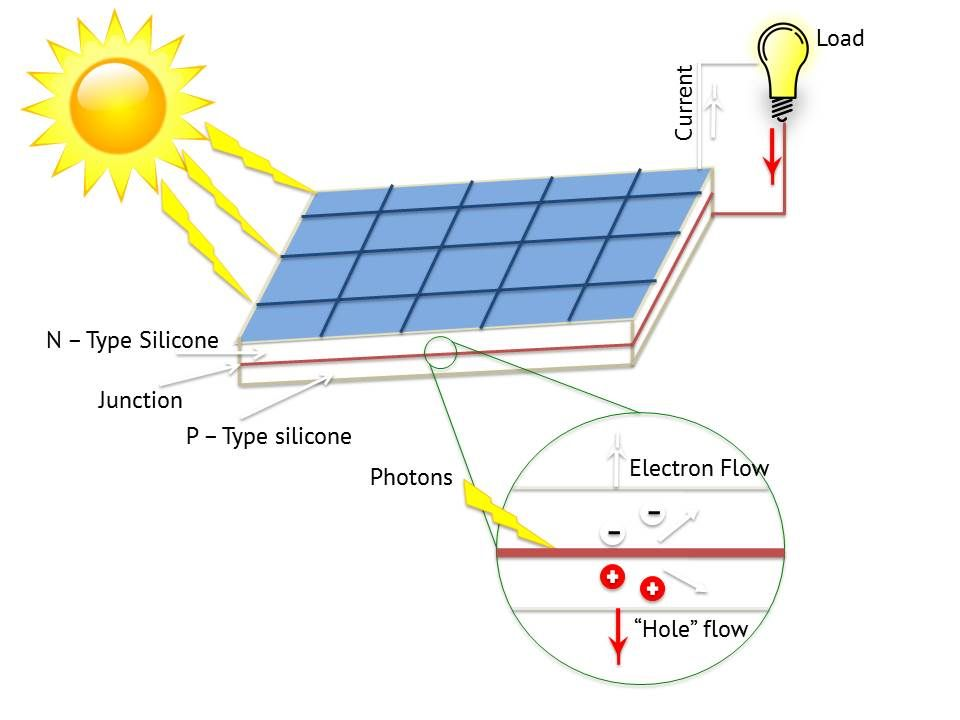 Load
Current
N – Type Silicone
Junction
P – Type silicone
Photons
Electron Flow
“Hole” flow